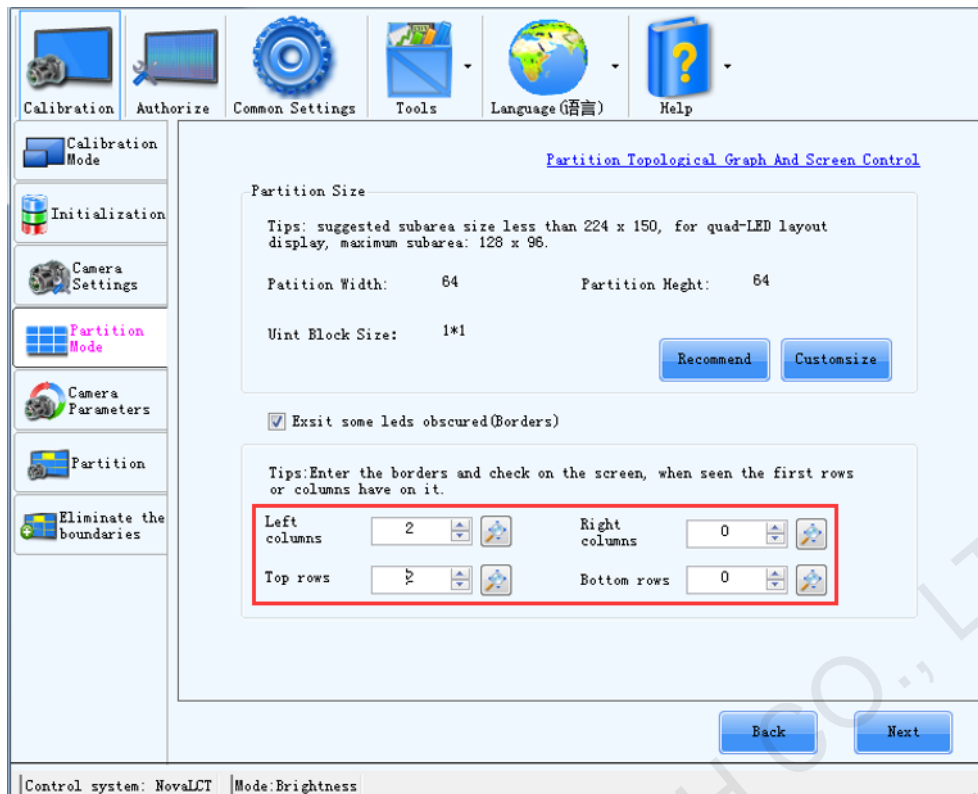 Calibration Authorize Common Settings Tools Language(语言) Help
Calibration
Mode
Initialization
Camera
Settings
Partition
Mode
Camera
Parameters
Partition
Eliminate the
boundaries
Partition Topological Graph And Screen Control
Partition Size
Tips: suggested subarea size less than 224 x 150, for quad-LED layout
display, maximum subarea: 128 x 96.
Patition Width: 64 Partition Heght: 64
Uint Block Size: 1*1
Recommend Customsize
Exsit some leds obscured(Borders)
Tips:Enter the borders and check on the screen, when seen the first rows
or columns have on it.
Left
columns
2
Right
columns
0
Top rows 2 Bottom rows 0
Back Next
Control system: NovaLCT Mode:Brightness
H CO., LT